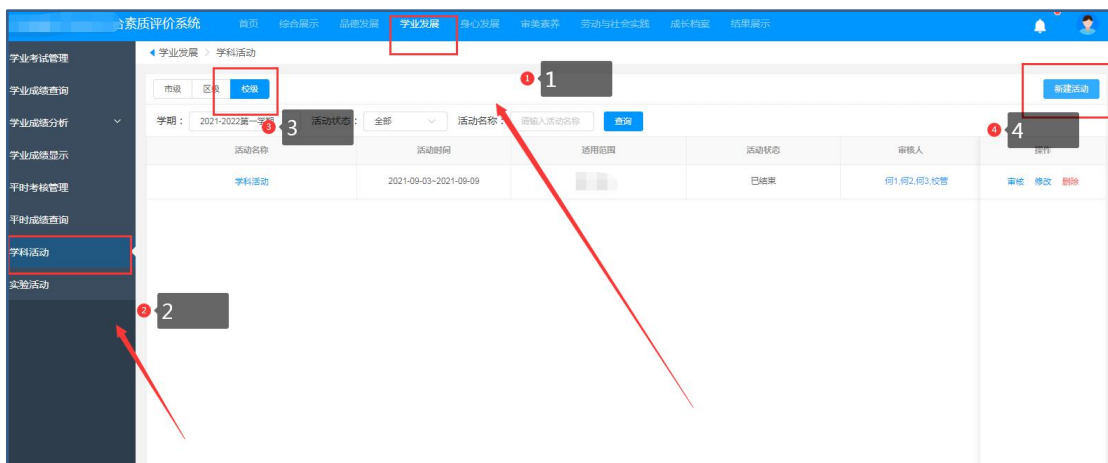 合素质评价系统 首页 综合展示 品德发展 学业发展 身心发展 审美素养 劳动与社会实践 成长档案 结果展示
学业考试管理
学业成绩查询
学业成绩分析
学业成绩显示
平时考核管理
平时成绩查询
学科活动
实验活动
学业发展 > 学科活动
市级 区级 校级 1 1 新建活动
学期： 2021-2022第一学期 3 3 活动状态： 全部 活动名称： 请输入活动名称 查询 4 4
活动名称 活动时间 适用范围 活动状态 审核人 操作
学科活动 2021-09-03~2021-09-09 已结束 何1,何2,何3,校管 审核 修改 删除
2 2